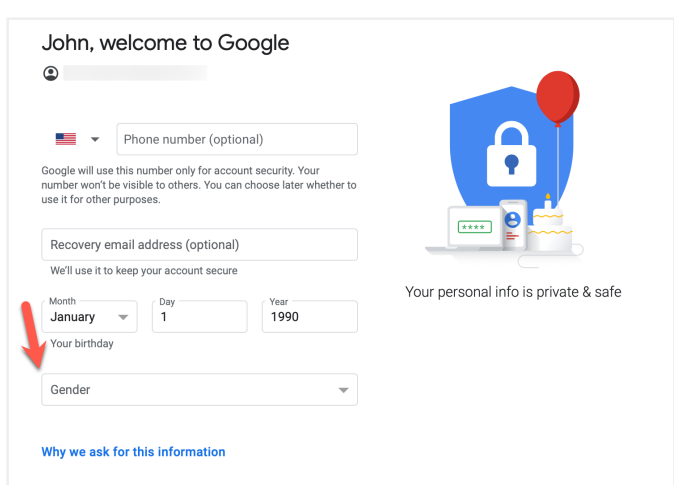 John, welcome to Google
Phone number (optional)
Google will use this number only for account security. Your
number won't be visible to others. You can choose later whether to
use it for other purposes.
Recovery email address (optional)
We'll use it to keep your account secure
Month
Day
Year
January
1
1990
Your birthday
Gender
Why we ask for this information
****
Your personal info is private & safe